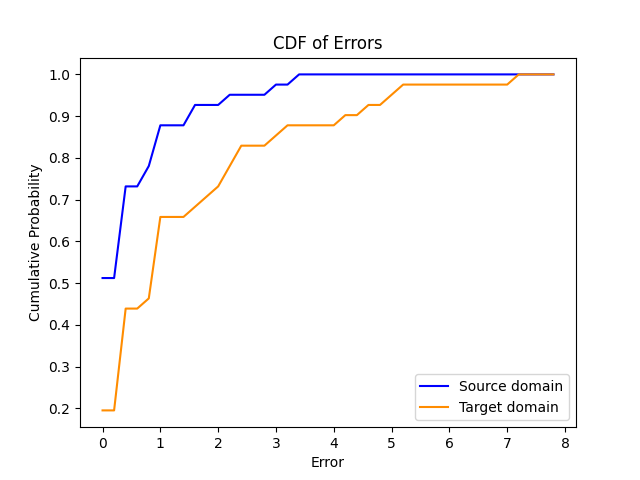 CDF of Errors
1.0
0.9
0.8
0.7
0.6
0.5
0.4
0.3
0.2
Cumulative Probability
0 1 2 3 4 5 6 7 8
Error
Source domain
Target domain